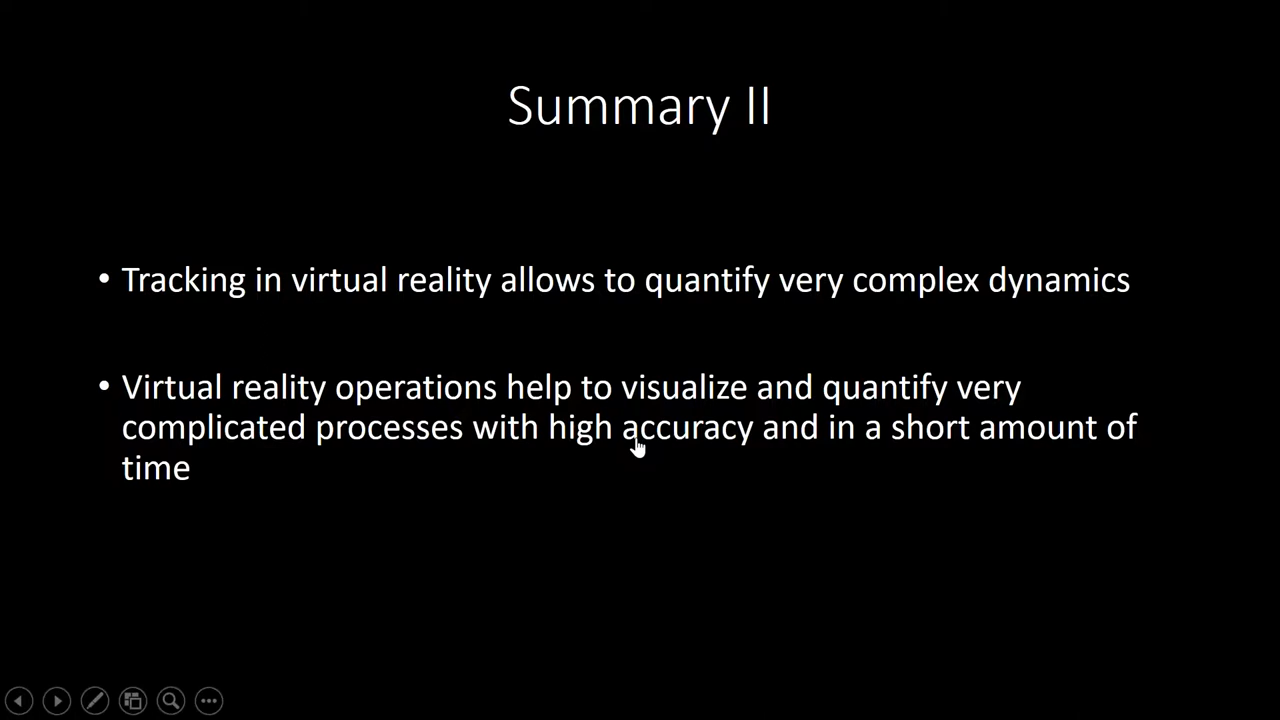 Summary II
• Tracking in virtual reality allows to quantify very complex dynamics
• Virtual reality operations help to visualize and quantify very
complicated processes with high accuracy and in a short amount of
time